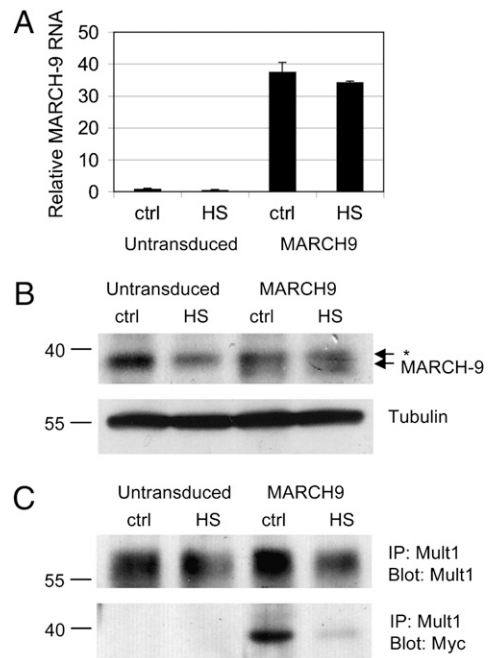 A
Relative MARCH-9 RNA
50
40
30
20
10
0
ctrl HS ctrl HS
Untransduced MARCH9
B
Untransduced MARCH9
ctrl HS ctrl HS
40
*
MARCH-9
55
Tubulin
C
Untransduced MARCH9
ctrl HS ctrl HS
IP: Mult1
Blot: Mult1
55
40
IP: Mult1
Blot: Myc